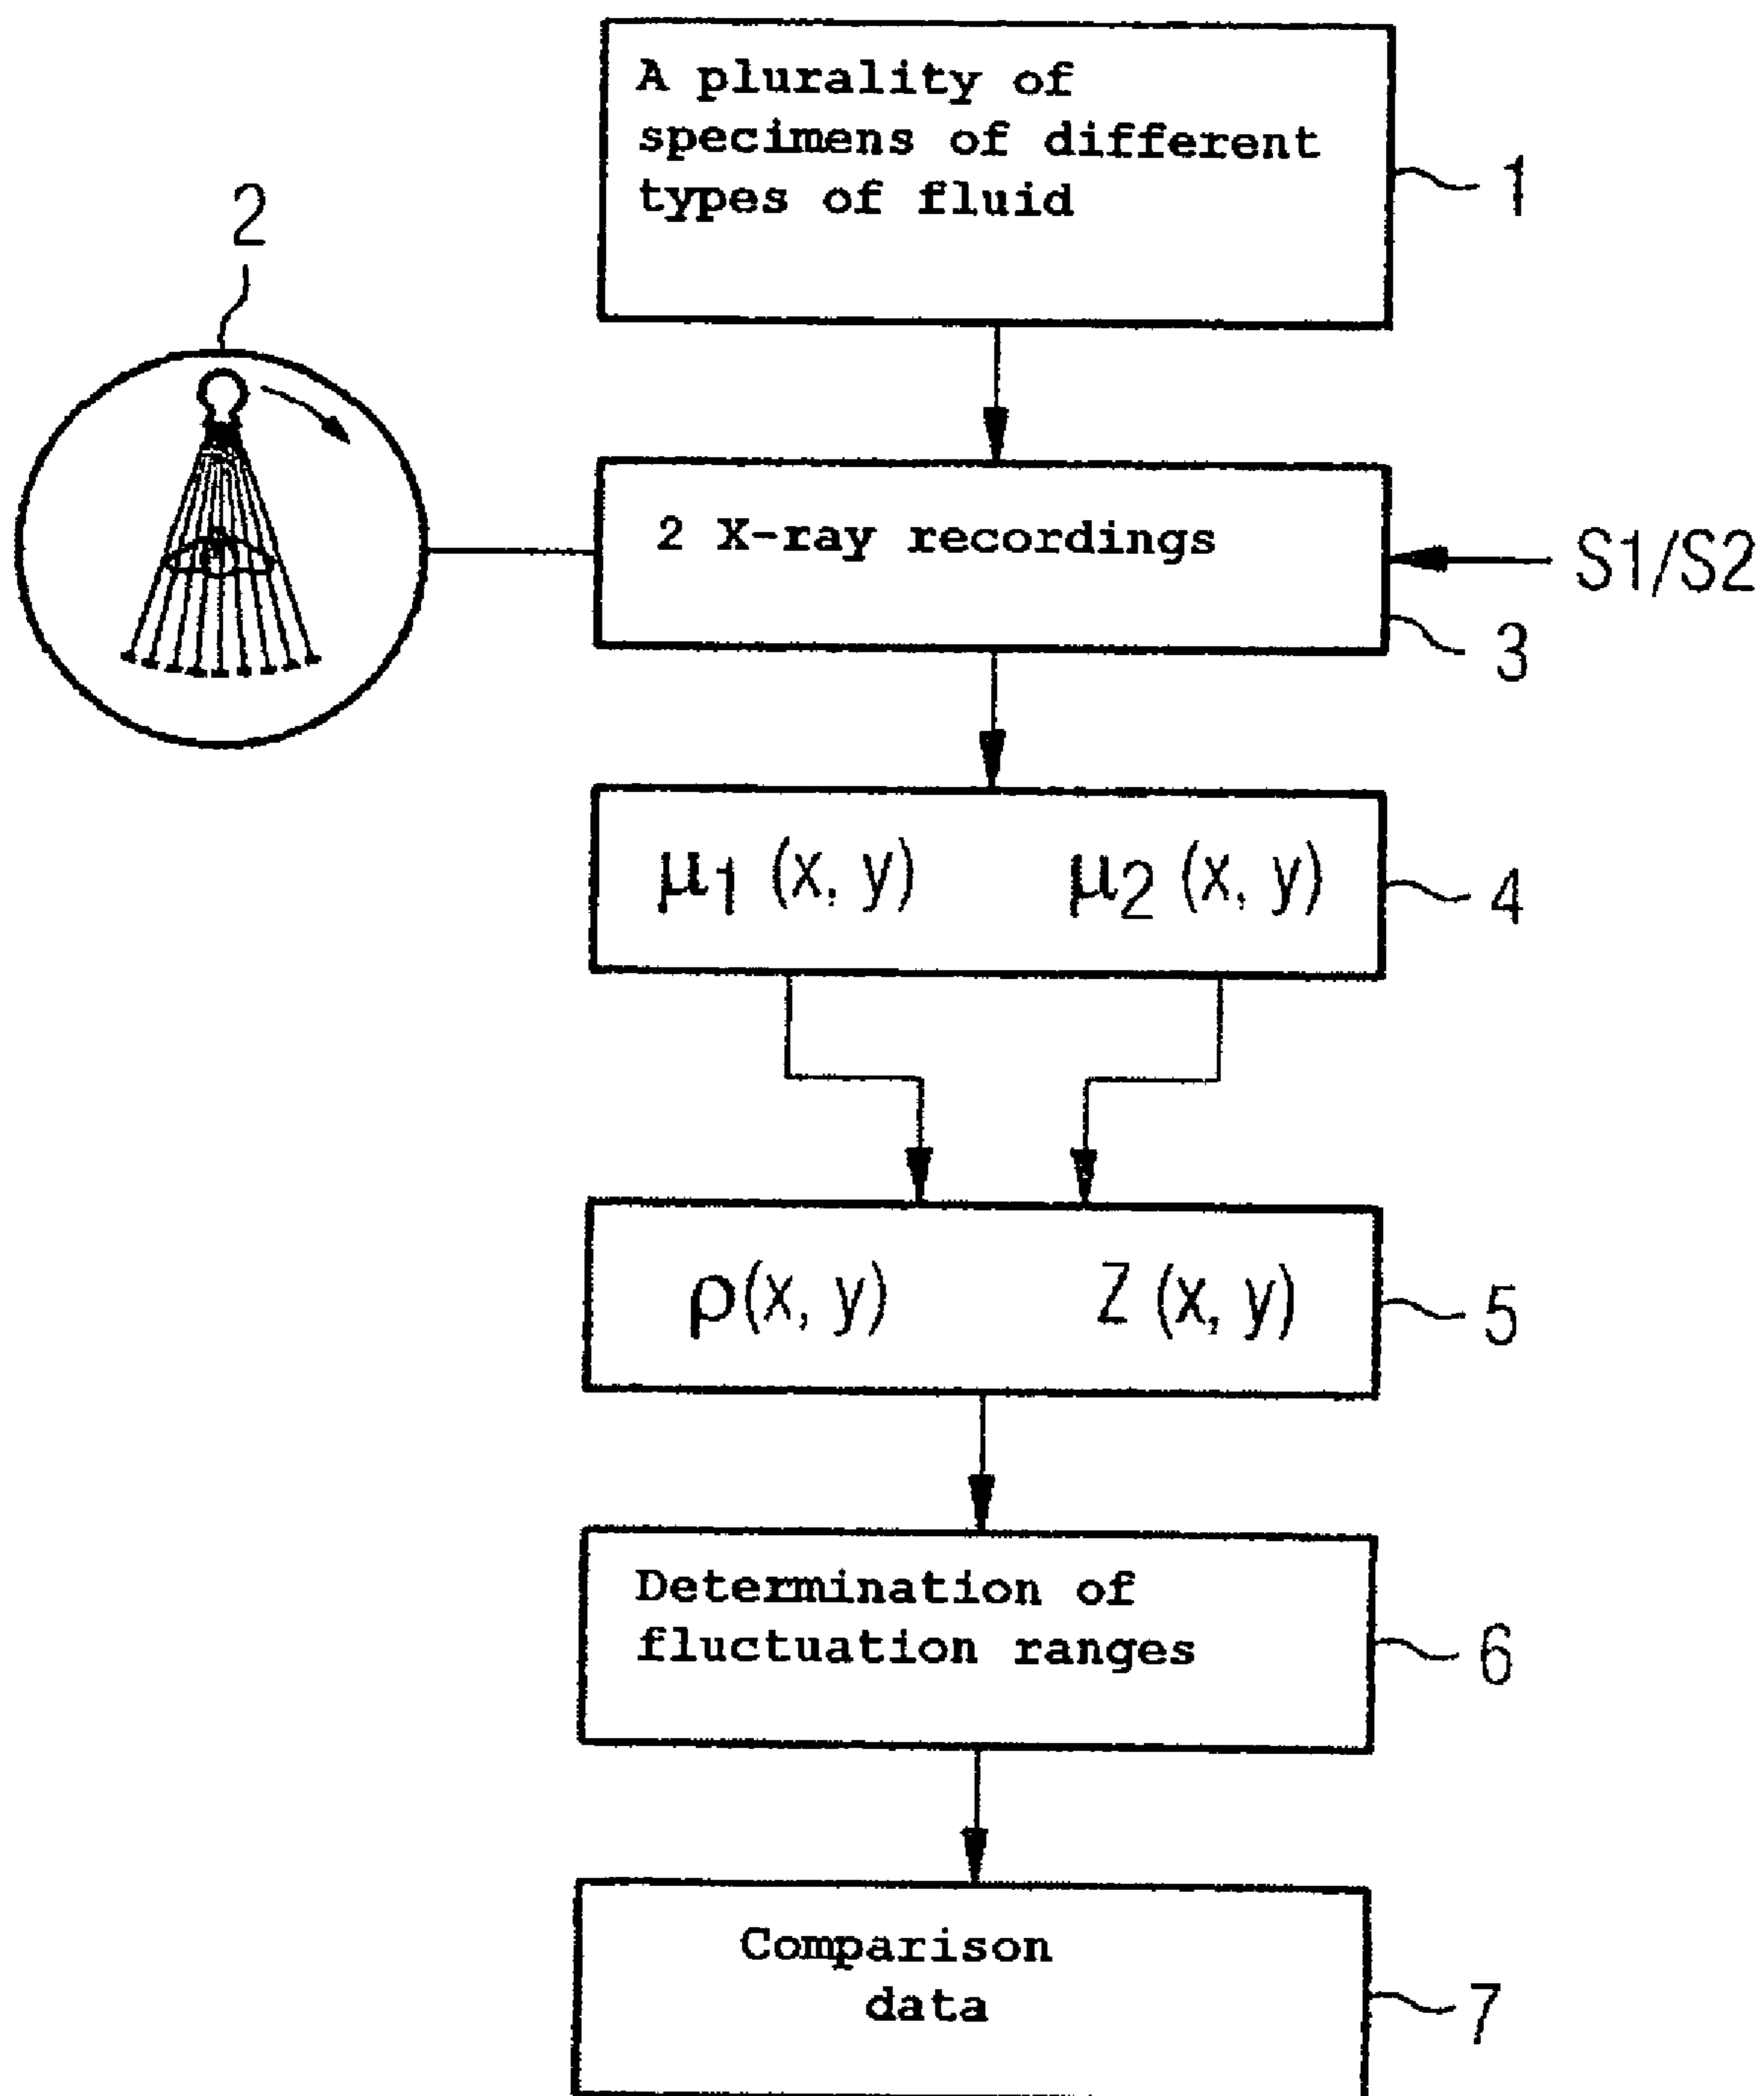 A plurality of
specimens of different
types of fluid
1
2
2 X-ray recordings
S1/S2
3
μ1 (x, y) μ2 (x, y)
4
ρ(x, y) Z (x, y)
5
Determination of
fluctuation ranges
6
Comparison
data
7